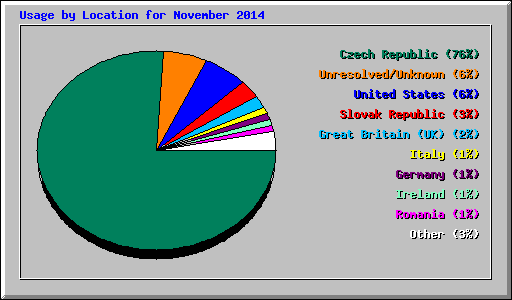 Usage by Location for November 2014
Czech Republic (76%)
Unresolved/Unknown (6%)
United States (6%)
Slovak Republic (3%)
Great Britain (UK) (2%)
Italy (1%)
Germany (1%)
Ireland (1%)
Romania (1%)
Other (3%)